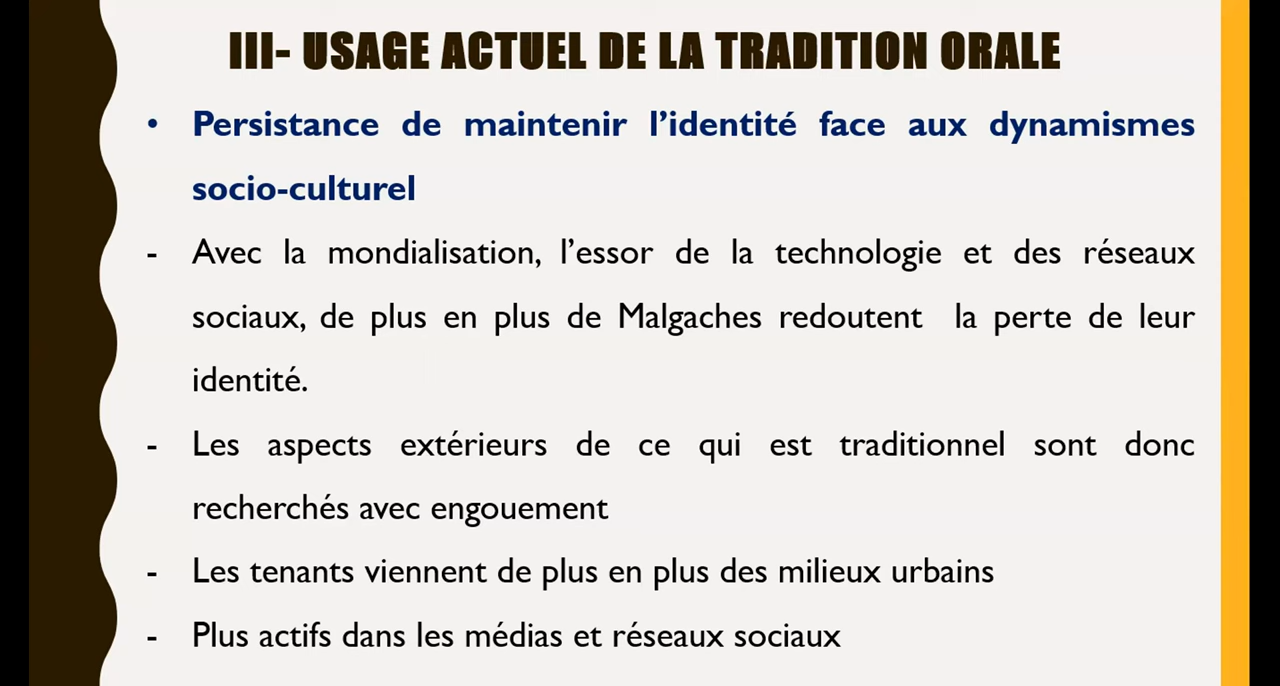 III- USAGE ACTUEL DE LA TRADITION ORALE
• Persistance de maintenir l’identité face aux dynamismes
socio-culturel
- Avec la mondialisation, l’essor de la technologie et des réseaux
sociaux, de plus en plus de Malgaches redoutent la perte de leur
identité.
- Les aspects extérieurs de ce qui est traditionnel sont donc
recherchés avec engouement
- Les tenants viennent de plus en plus des milieux urbains
- Plus actifs dans les médias et réseaux sociaux